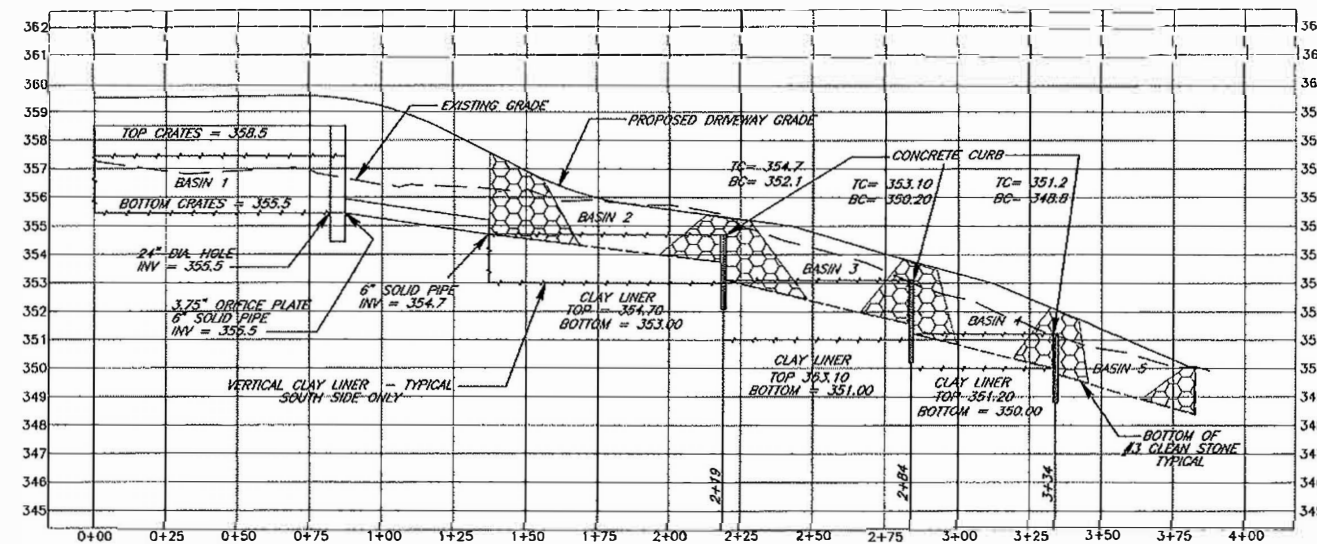 362
361
360
359
358
357
356
355
354
353
352
351
350
349
348
347
346
345
EXISTING GRADE
PROPOSED DRIVEWAY GRADE
TOP CRATES = 358.5
BASIN 1
BOTTOM CRATES = 355.5
24" DIA. HOLE
INV = 355.5
3.75" ORIFICE PLATE
6" SOLID PIPE
INV = 355.5
6" SOLID PIPE
INV = 354.7
VERTICAL CLAY LINER - TYPICAL
SOUTH SIDE ONLY
BASIN 2
CLAY LINER
TOP = 354.70
BOTTOM = 353.00
TC= 354.7
BC= 352.1
CONCRETE CURB
TC= 353.10
BC= 350.20
TC= 351.2
BC= 348.8
BASIN 3
CLAY LINER
TOP 353.10
BOTTOM = 351.00
BASIN 4
CLAY LINER
TOP 351.20
BOTTOM = 350.00
BASIN 5
BOTTOM OF
#3 CLEAN STONE
TYPICAL
2+19
2+84
3+34
0+00 0+25 0+50 0+75 1+00 1+25 1+50 1+75 2+00 2+25 2+50 2+75 3+00 3+25 3+50 3+75 4+00